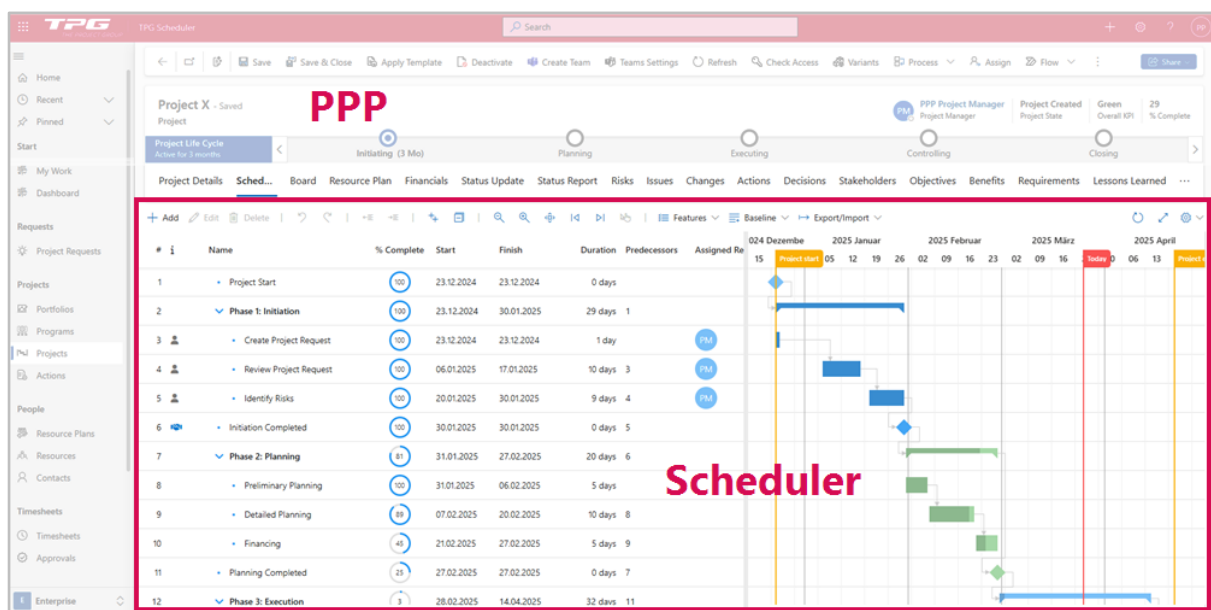 TPG
THE PROJECT GROUP
TPG Scheduler
Search
PP
Home
Recent
Pinned
Start
My Work
Dashboard
Requests
Project Requests
Projects
Portfolios
Programs
Projects
Actions
People
Resource Plans
Resources
Contacts
Timesheets
Timesheets
Approvals
E Enterprise
Save Save & Close Apply Template Deactivate Create Team Teams Settings Refresh Check Access Variants Process Assign Flow Share
Project X - Saved
Project
PPP
PM PPP Project Manager Project Created Green 29
Project Manager Project State Overall KPI % Complete
Project Life Cycle
Active for 3 months
Initiating (3 Mo) Planning Executing Controlling Closing
Project Details Sched... Board Resource Plan Financials Status Update Status Report Risks Issues Changes Actions Decisions Stakeholders Objectives Benefits Requirements Lessons Learned ...
Add Edit Delete Features Baseline Export/Import
# i Name % Complete Start Finish Duration Predecessors Assigned Re
024 Dezembe 2025 Januar 2025 Februar 2025 März 2025 April
15 Project start 05 12 19 26 02 09 16 23 02 09 16 Today 0 06 13 Project
1 Project Start 100 23.12.2024 23.12.2024 0 days
2 Phase 1: Initiation 100 23.12.2024 30.01.2025 29 days 1
3 Create Project Request 100 23.12.2024 23.12.2024 1 day PM
4 Review Project Request 100 06.01.2025 17.01.2025 10 days 3 PM
5 Identify Risks 100 20.01.2025 30.01.2025 9 days 4 PM
6 Initiation Completed 100 30.01.2025 30.01.2025 0 days 5
7 Phase 2: Planning 81 31.01.2025 27.02.2025 20 days 6
8 Preliminary Planning 100 31.01.2025 06.02.2025 5 days
9 Detailed Planning 89 07.02.2025 20.02.2025 10 days 8
10 Financing 45 21.02.2025 27.02.2025 5 days 9
11 Planning Completed 25 27.02.2025 27.02.2025 0 days 7
12 Phase 3: Execution 3 28.02.2025 14.04.2025 32 days 11
Scheduler